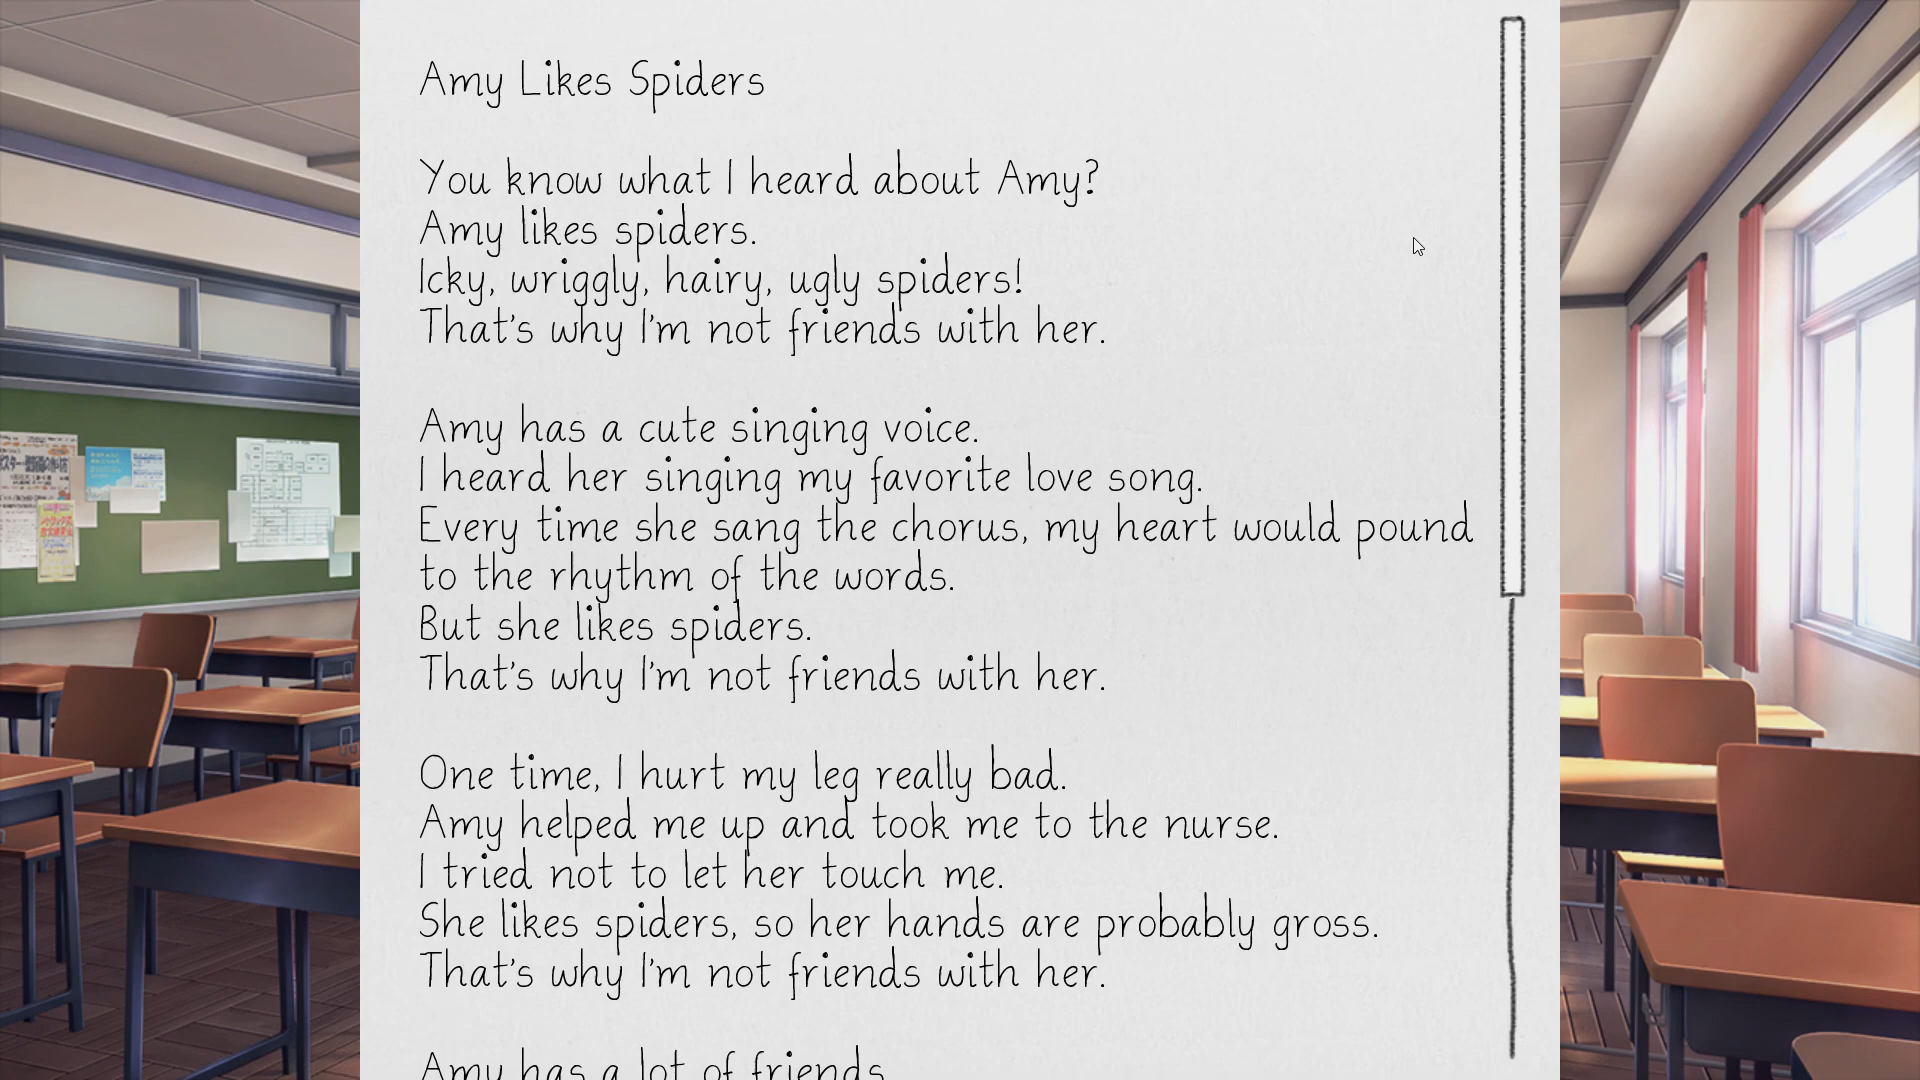 Amy Likes Spiders
You know what I heard about Amy?
Amy likes spiders.
Icky, wriggly, hairy, ugly spiders!
That's why I'm not friends with her.
Amy has a cute singing voice.
I heard her singing my favorite love song.
Every time she sang the chorus, my heart would pound
to the rhythm of the words.
But she likes spiders.
That's why I'm not friends with her.
One time, I hurt my leg really bad.
Amy helped me up and took me to the nurse.
I tried not to let her touch me.
She likes spiders, so her hands are probably gross.
That's why I'm not friends with her.
Amy has a lot of friends